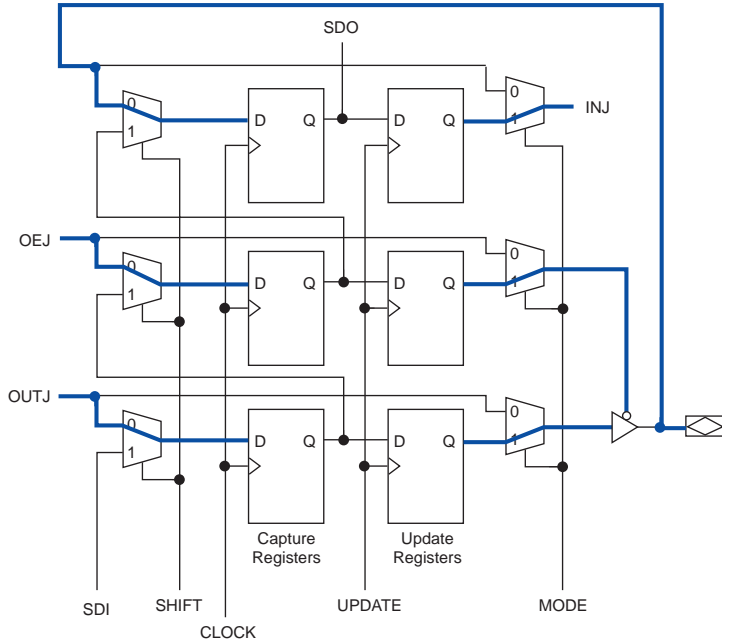 SDO
0
1
D
Q
D
Q
0
1
INJ
OEJ
0
1
D
Q
D
Q
0
1
OUTJ
0
1
D
Q
D
Q
0
1
Capture
Registers
Update
Registers
SDI
SHIFT
CLOCK
UPDATE
MODE